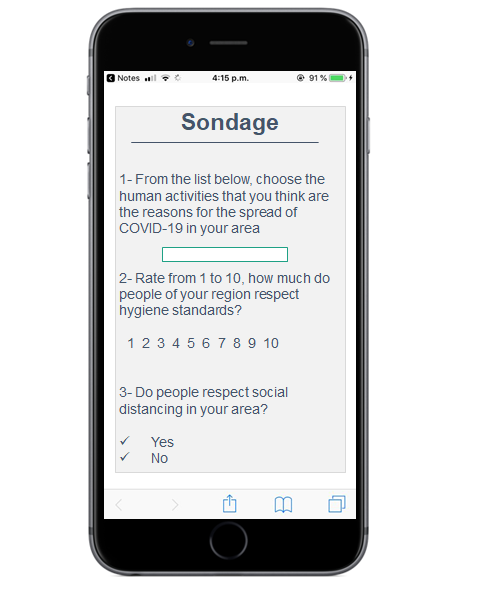 Notes 4:15 p.m. 91 %
Sondage
1- From the list below, choose the
human activities that you think are
the reasons for the spread of
COVID-19 in your area
2- Rate from 1 to 10, how much do
people of your region respect
hygiene standards?
1 2 3 4 5 6 7 8 9 10
3- Do people respect social
distancing in your area?
✓ Yes
✓ No